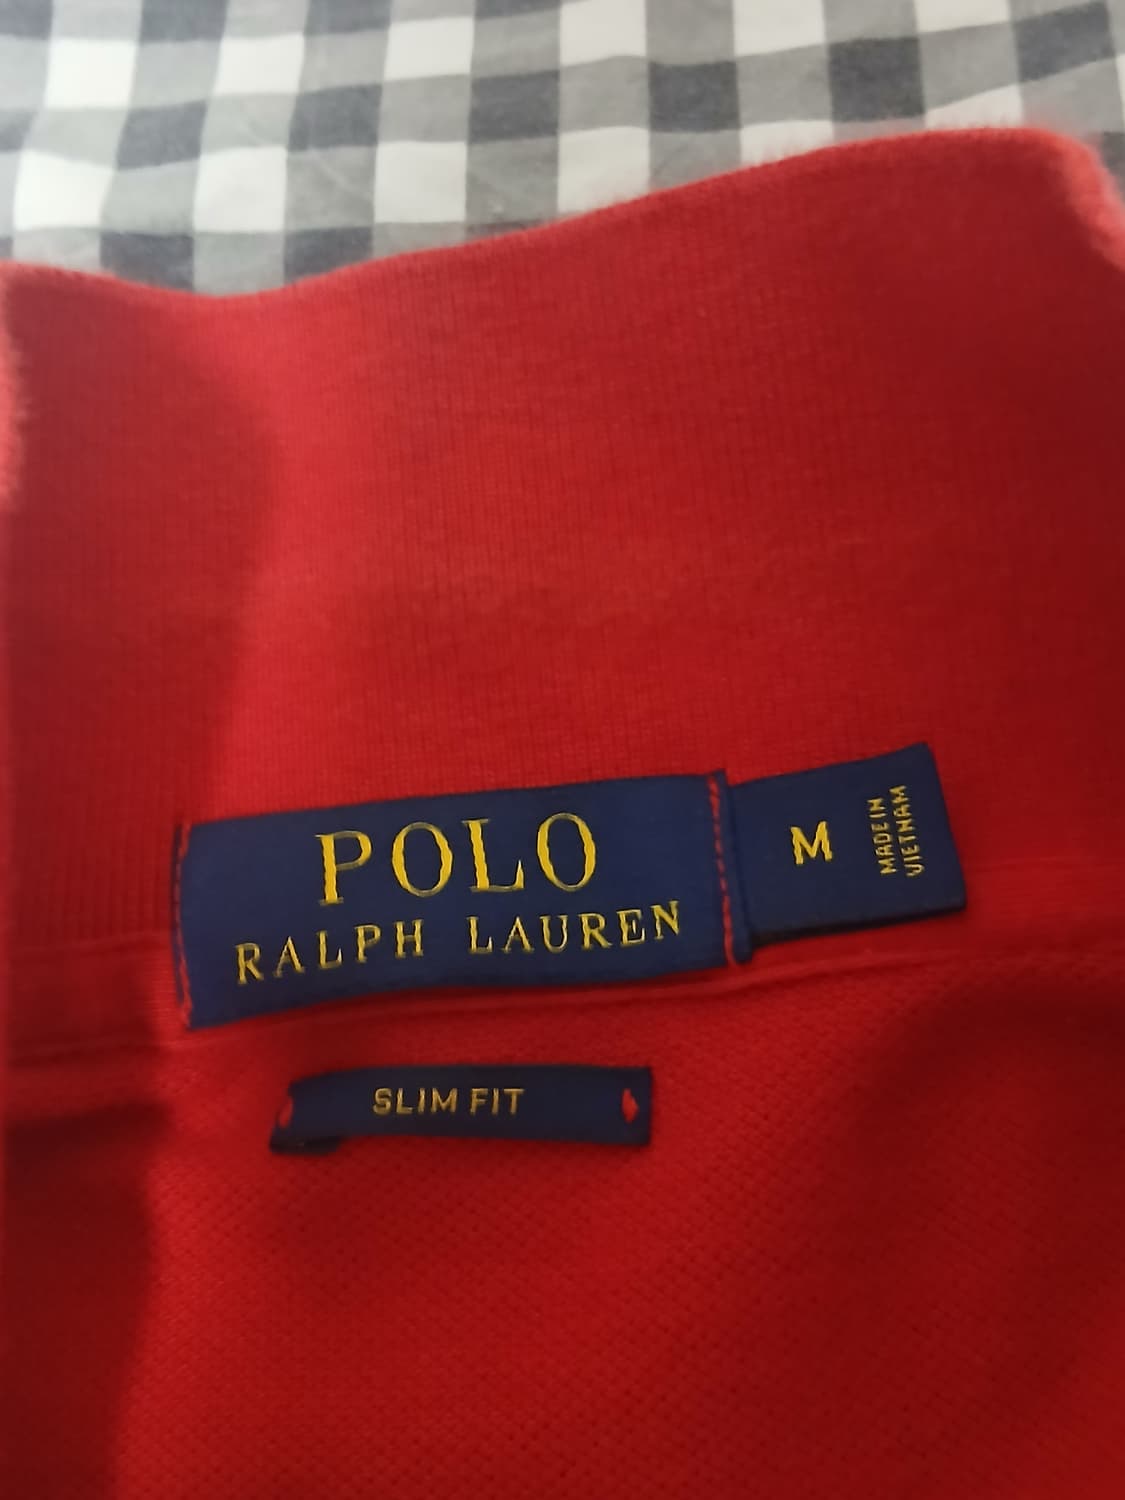 POLO
RALPH LAUREN
M
MADE IN
VIETNAM
SLIM FIT